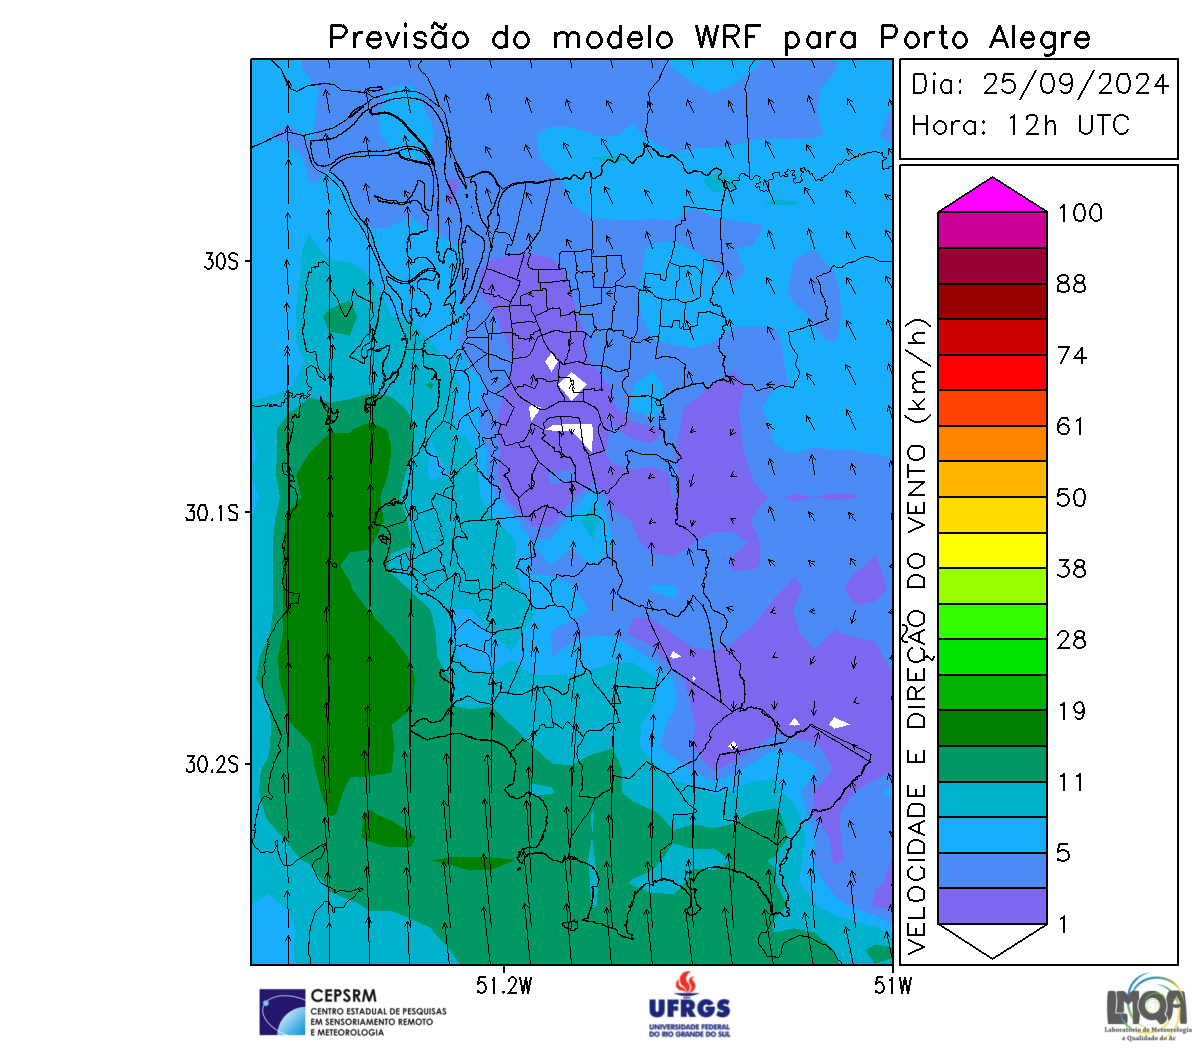 Previsão do modelo WRF para Porto Alegre
Dia: 25/09/2024
Hora: 12h UTC
100
88
74
61
50
38
28
19
11
5
1
VELOCIDADE E DIREÇÃO DO VENTO (km/h)
30S
30.1S
30.2S
51.2W
51W
CEPSRM
CENTRO ESTADUAL DE PESQUISAS
EM SENSORIAMENTO REMOTO
E METEOROLOGIA
UFRGS
UNIVERSIDADE FEDERAL
DO RIO GRANDE DO SUL
LMQA
Laboratório de Meteorologia
e Qualidade do Ar